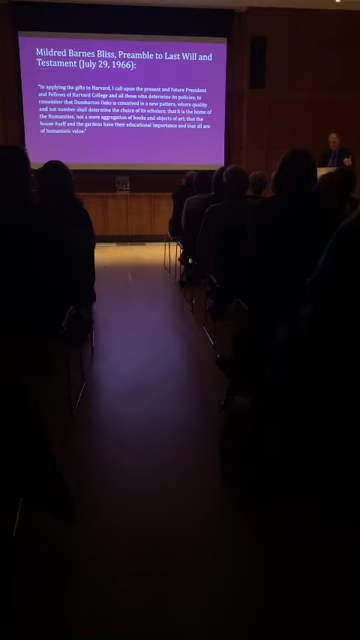 Mildred Barnes Bliss, Preamble to Last Will and
Testament (July 29, 1966):
"In applying the gifts to Harvard, I call upon the present and future President
and Fellows of Harvard College and all those who determine its policies, to
remember that Dumbarton Oaks is conceived in a new pattern, where quality
and not number shall determine the choice of its scholars; that it is the home of
the Humanities, not a mere aggregation of books and objects of art; that the
house itself and the gardens have their educational importance and that all are
of humanistic value."